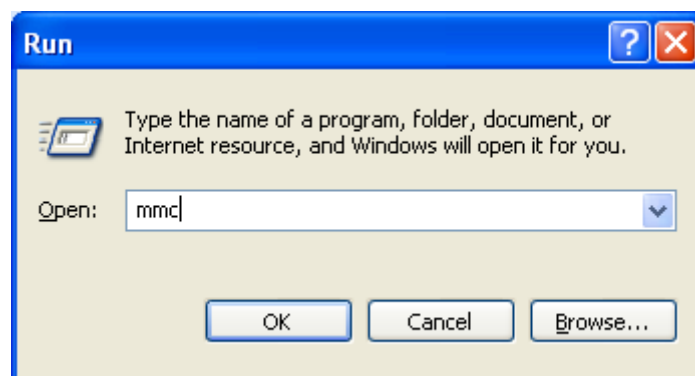 Run
Type the name of a program, folder, document, or
Internet resource, and Windows will open it for you.
Open: mmc
OK Cancel Browse...